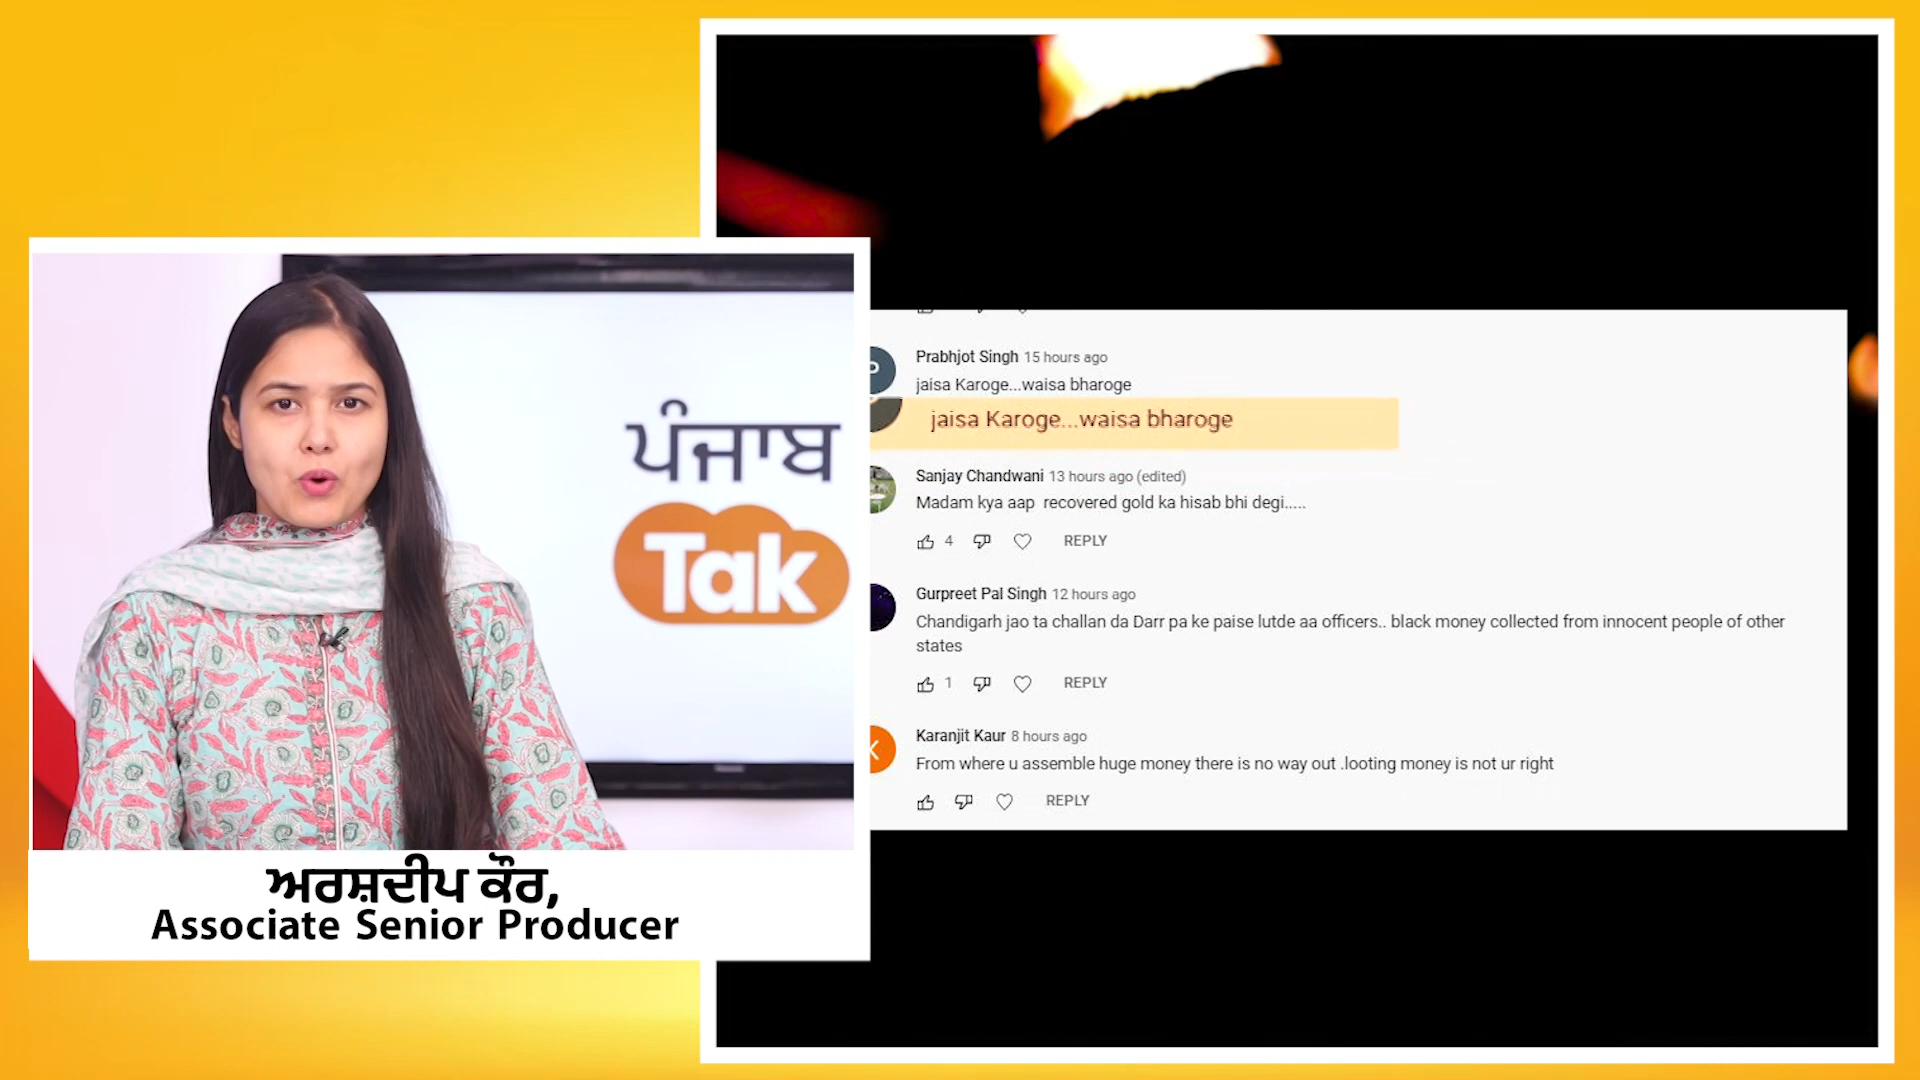 ਪੰਜਾਬ
Tak
ਅਰਸ਼ਦੀਪ ਕੌਰ,
Associate Senior Producer
Prabhjot Singh 15 hours ago
jaisa Karoge...waisa bharoge
jaisa Karoge...waisa bharoge
Sanjay Chandwani 13 hours ago (edited)
Madam kya aap recovered gold ka hisab bhi degi.....
4 REPLY
Gurpreet Pal Singh 12 hours ago
Chandigarh jao ta challan da Darr pa ke paise lutde aa officers.. black money collected from innocent people of other
states
1 REPLY
K
Karanjit Kaur 8 hours ago
From where u assemble huge money there is no way out .looting money is not ur right
REPLY